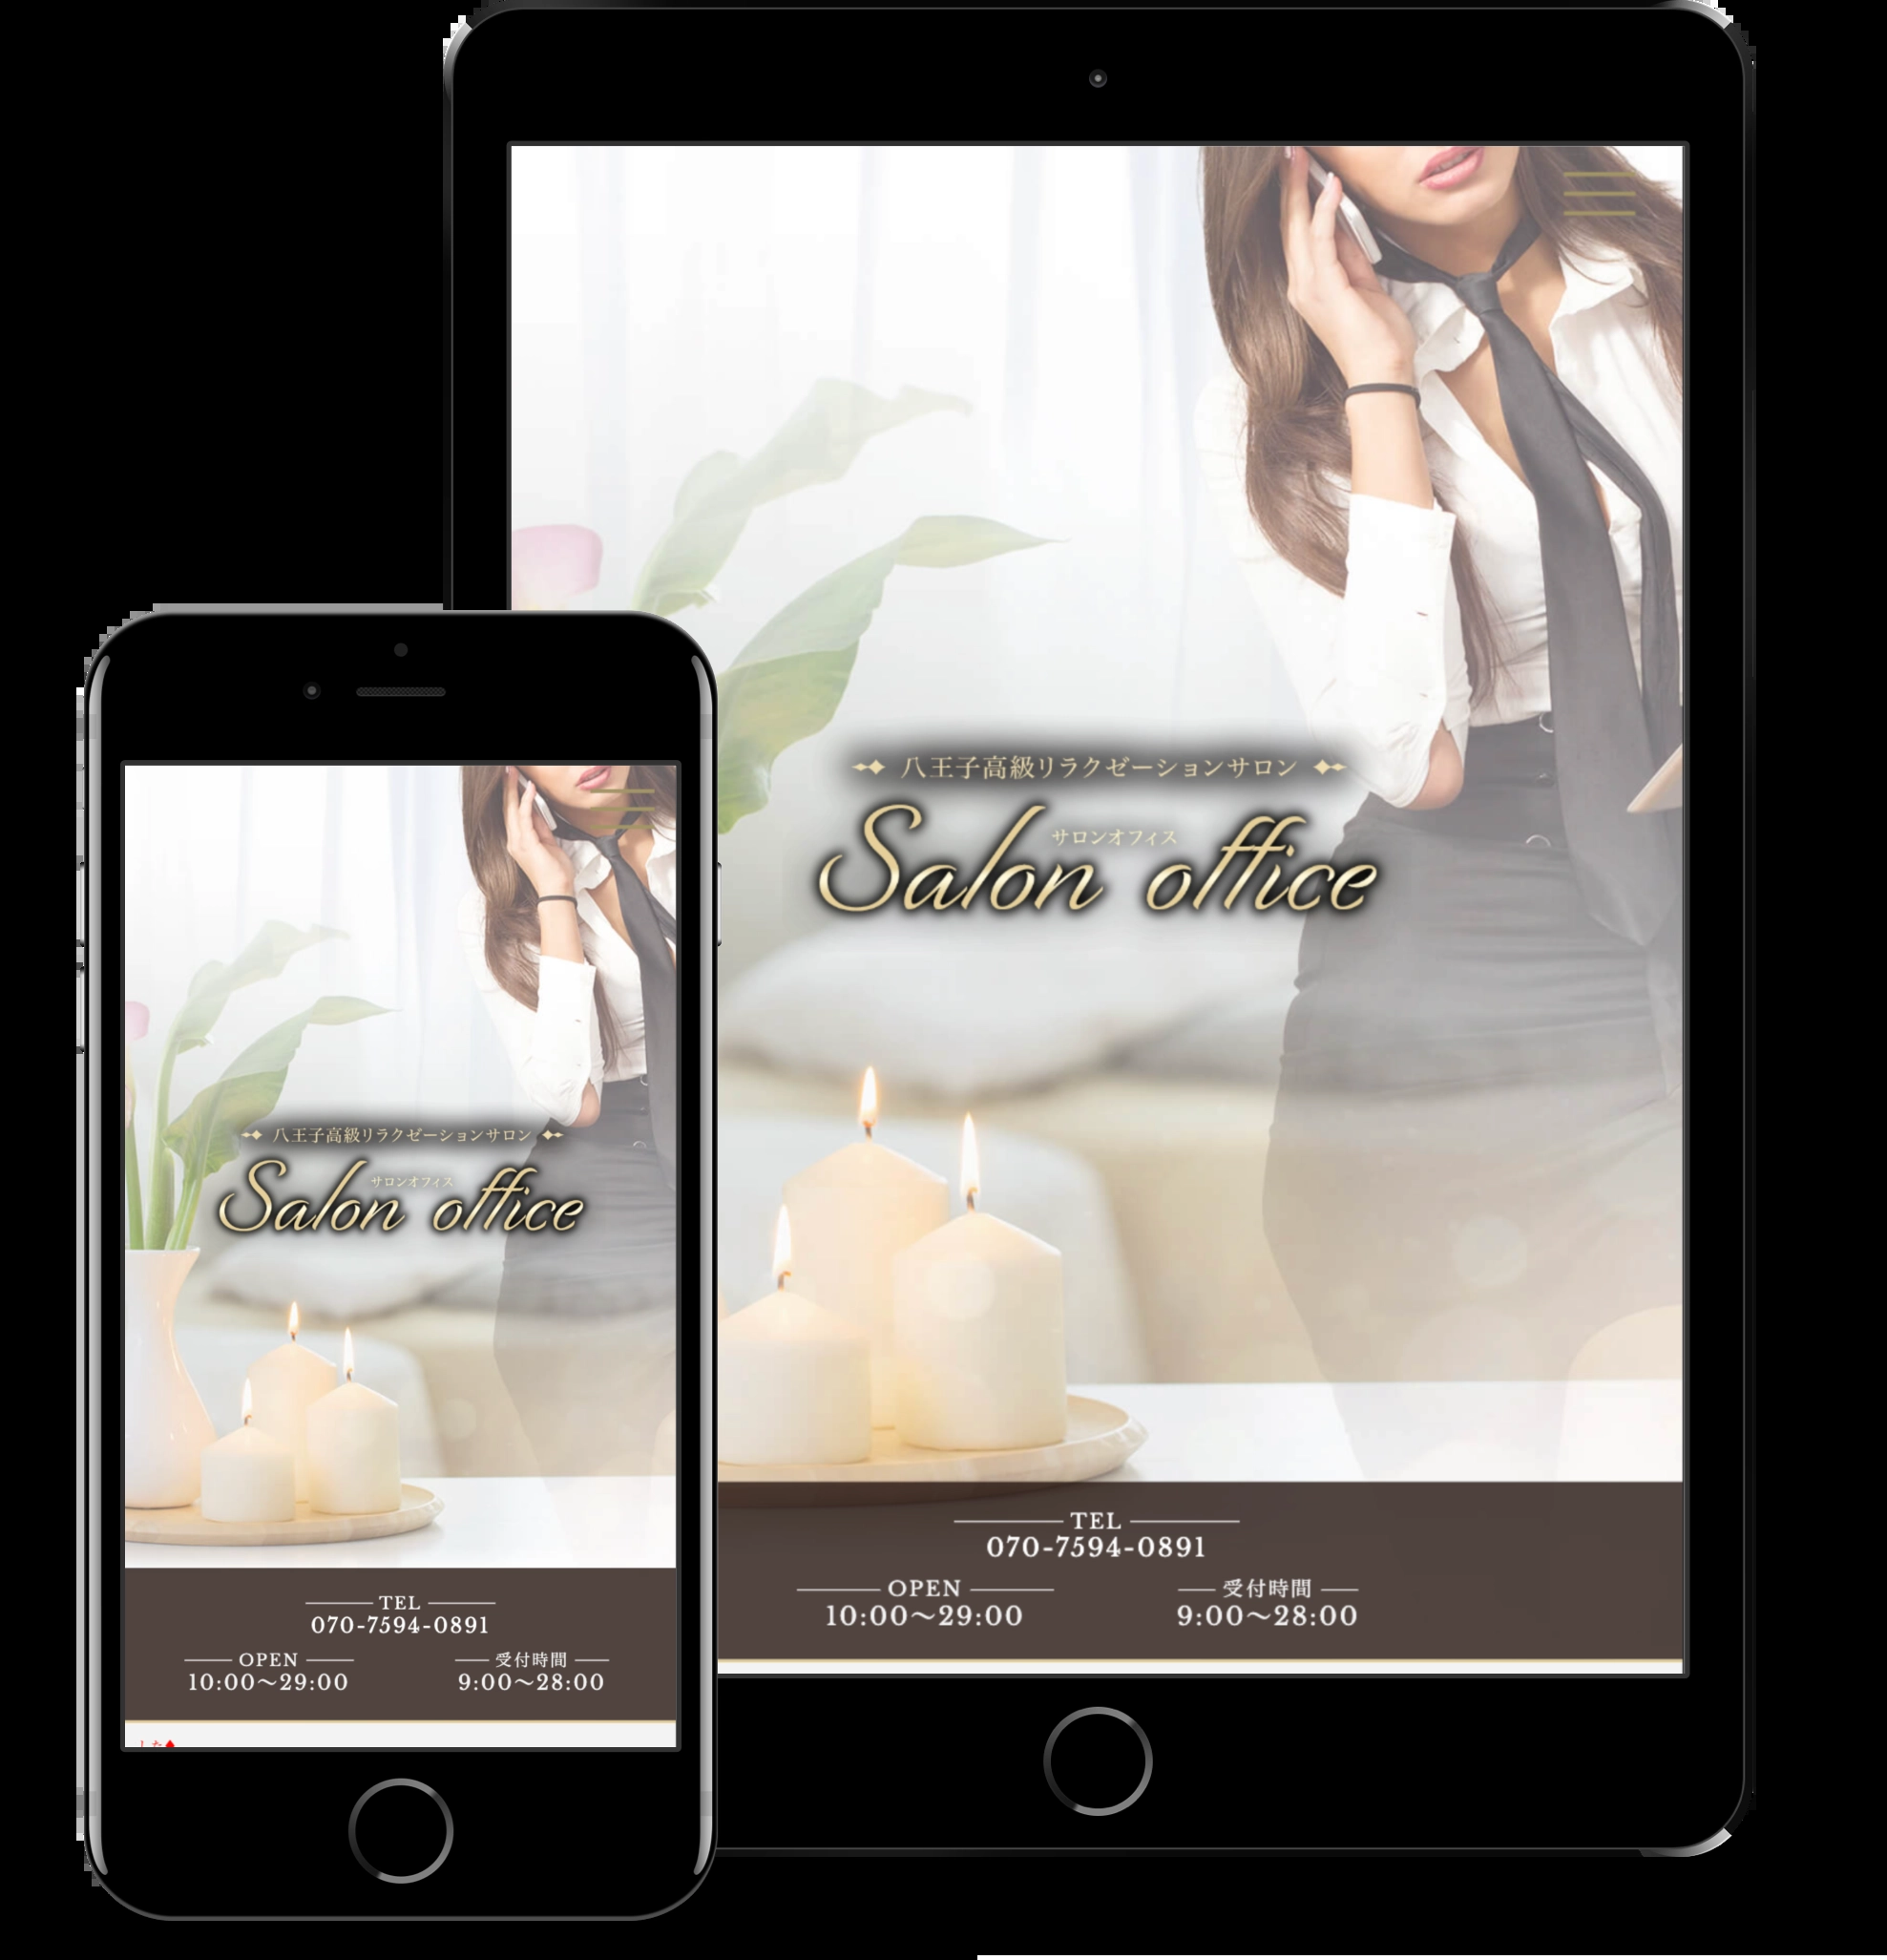 八王子高級リラクゼーションサロン
サロンオフィス
Salon office
TEL
070-7594-0891
OPEN
10:00〜29:00
受付時間
9:00〜28:00
八王子高級リラクゼーションサロン
サロンオフィス
Salon office
TEL
070-7594-0891
OPEN
10:00〜29:00
受付時間
9:00〜28:00